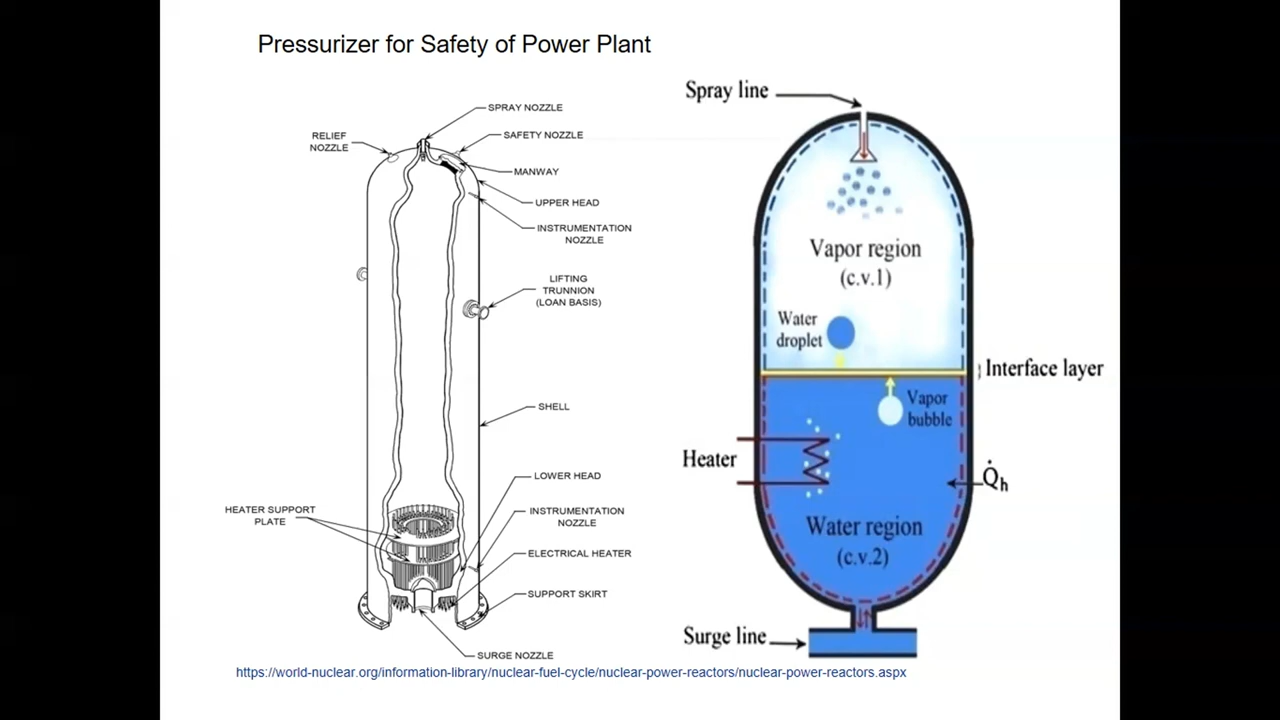 Pressurizer for Safety of Power Plant
SPRAY NOZZLE
RELIEF
NOZZLE
SAFETY NOZZLE
MANWAY
UPPER HEAD
INSTRUMENTATION
NOZZLE
LIFTING
TRUNNION
(LOAN BASIS)
SHELL
LOWER HEAD
HEATER SUPPORT
PLATE
INSTRUMENTATION
NOZZLE
ELECTRICAL HEATER
SUPPORT SKIRT
SURGE NOZZLE
Spray line
Vapor region
(c.v.1)
Water
droplet
Interface layer
Vapor
bubble
Heater
Q̇h
Water region
(c.v.2)
Surge line
https://world-nuclear.org/information-library/nuclear-fuel-cycle/nuclear-power-reactors/nuclear-power-reactors.aspx